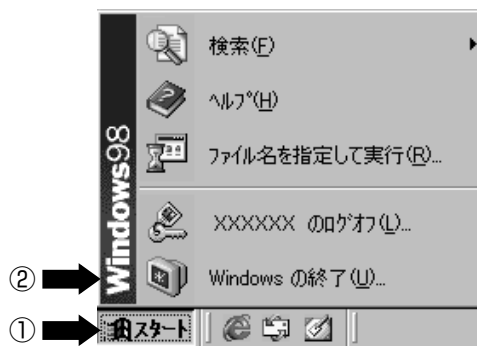 Windows98
検索(F)
ﾍﾙﾌﾟ(H)
ﾌｧｲﾙ名を指定して実行(R)...
XXXXXX のﾛｸﾞｵﾌ(L)...
② Windows の終了(U)...
① スタート